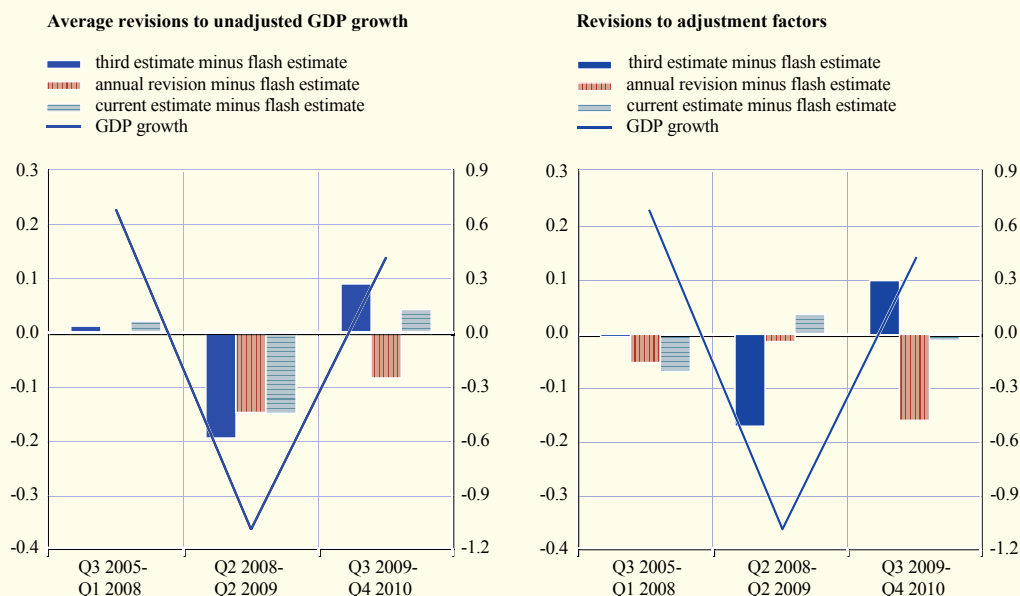 Average revisions to unadjusted GDP growth
third estimate minus flash estimate
annual revision minus flash estimate
current estimate minus flash estimate
GDP growth
0.3
0.2
0.1
0.0
-0.1
-0.2
-0.3
-0.4
0.9
0.6
0.3
0.0
-0.3
-0.6
-0.9
-1.2
Q3 2005-
Q1 2008
Q2 2008-
Q2 2009
Q3 2009-
Q4 2010
Revisions to adjustment factors
third estimate minus flash estimate
annual revision minus flash estimate
current estimate minus flash estimate
GDP growth
0.3
0.2
0.1
0.0
-0.1
-0.2
-0.3
-0.4
0.9
0.6
0.3
0.0
-0.3
-0.6
-0.9
-1.2
Q3 2005-
Q1 2008
Q2 2008-
Q2 2009
Q3 2009-
Q4 2010